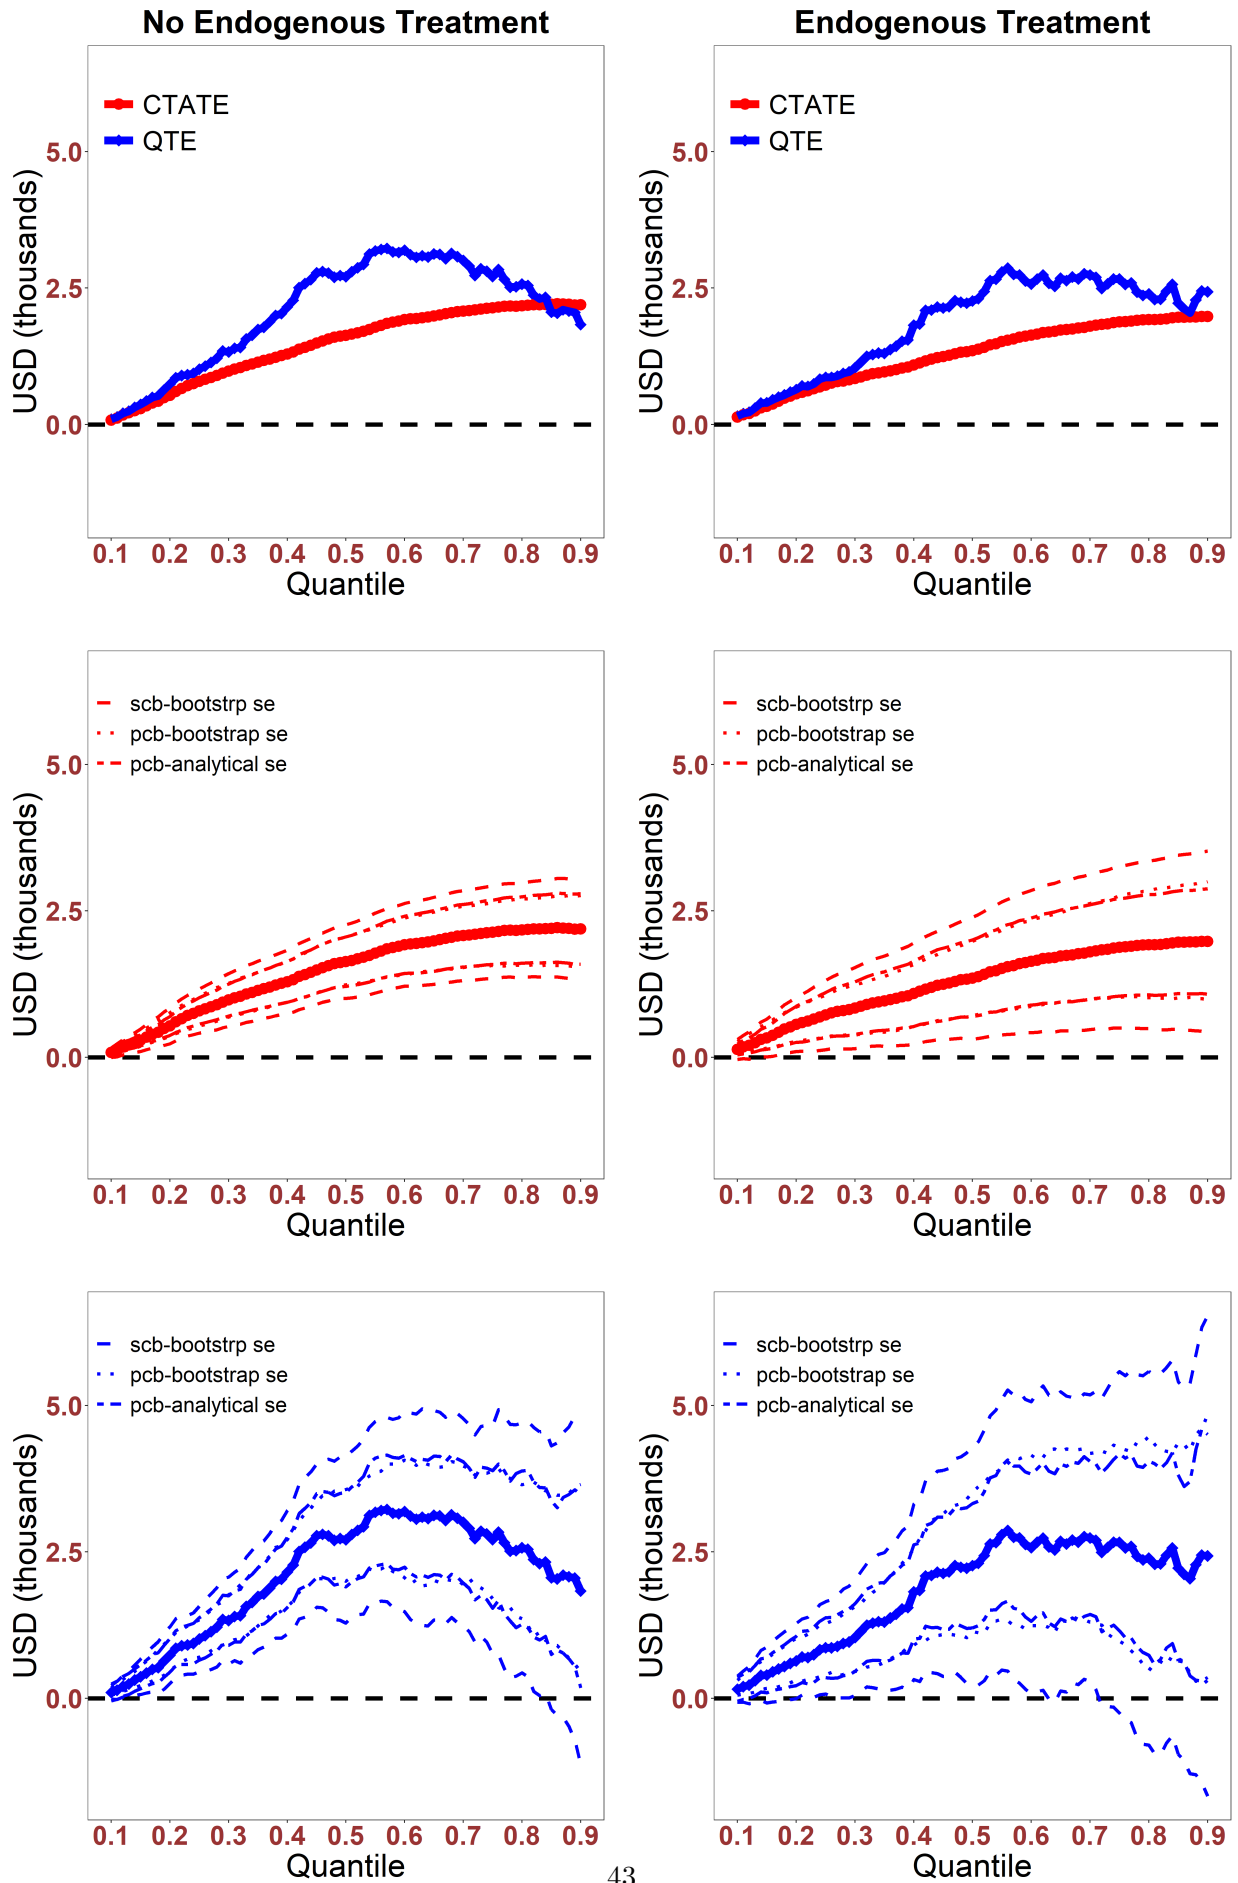 No Endogenous Treatment
Endogenous Treatment
CTATE
QTE
5.0
2.5
0.0
USD (thousands)
0.1 0.2 0.3 0.4 0.5 0.6 0.7 0.8 0.9
Quantile
CTATE
QTE
5.0
2.5
0.0
USD (thousands)
0.1 0.2 0.3 0.4 0.5 0.6 0.7 0.8 0.9
Quantile
scb-bootstrp se
pcb-bootstrap se
pcb-analytical se
5.0
2.5
0.0
USD (thousands)
0.1 0.2 0.3 0.4 0.5 0.6 0.7 0.8 0.9
Quantile
scb-bootstrp se
pcb-bootstrap se
pcb-analytical se
5.0
2.5
0.0
USD (thousands)
0.1 0.2 0.3 0.4 0.5 0.6 0.7 0.8 0.9
Quantile
scb-bootstrp se
pcb-bootstrap se
pcb-analytical se
5.0
2.5
0.0
USD (thousands)
0.1 0.2 0.3 0.4 0.5 0.6 0.7 0.8 0.9
Quantile
scb-bootstrp se
pcb-bootstrap se
pcb-analytical se
5.0
2.5
0.0
USD (thousands)
0.1 0.2 0.3 0.4 0.5 0.6 0.7 0.8 0.9
Quantile
43